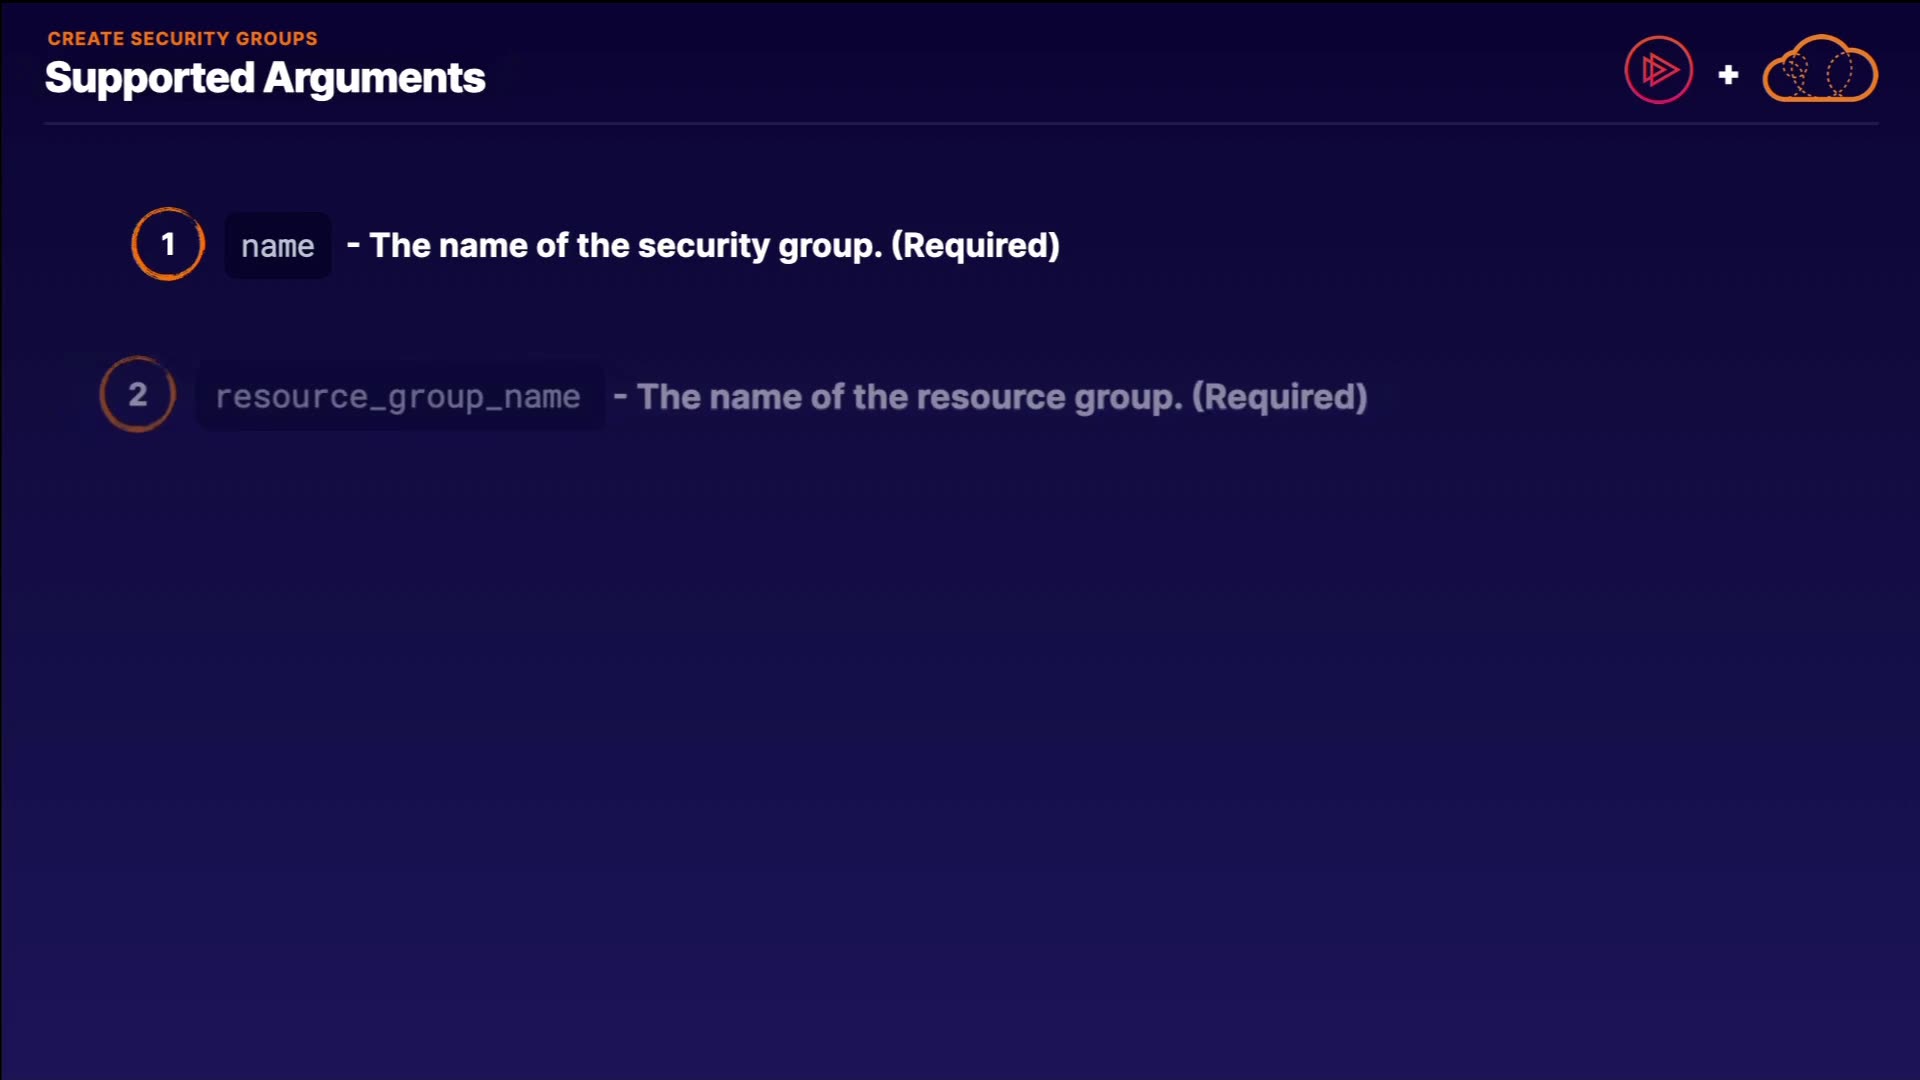 CREATE SECURITY GROUPS
Supported Arguments
+
1 name - The name of the security group. (Required)
2 resource_group_name - The name of the resource group. (Required)